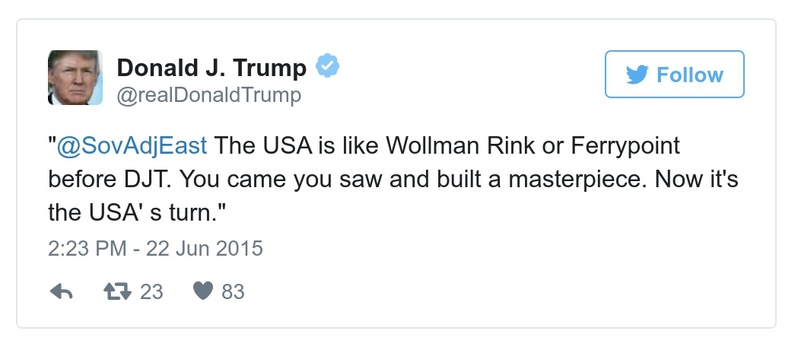 Donald J. Trump
@realDonaldTrump
Follow
"@SovAdjEast The USA is like Wollman Rink or Ferrypoint
before DJT. You came you saw and built a masterpiece. Now it's
the USA' s turn."
2:23 PM - 22 Jun 2015
23 83